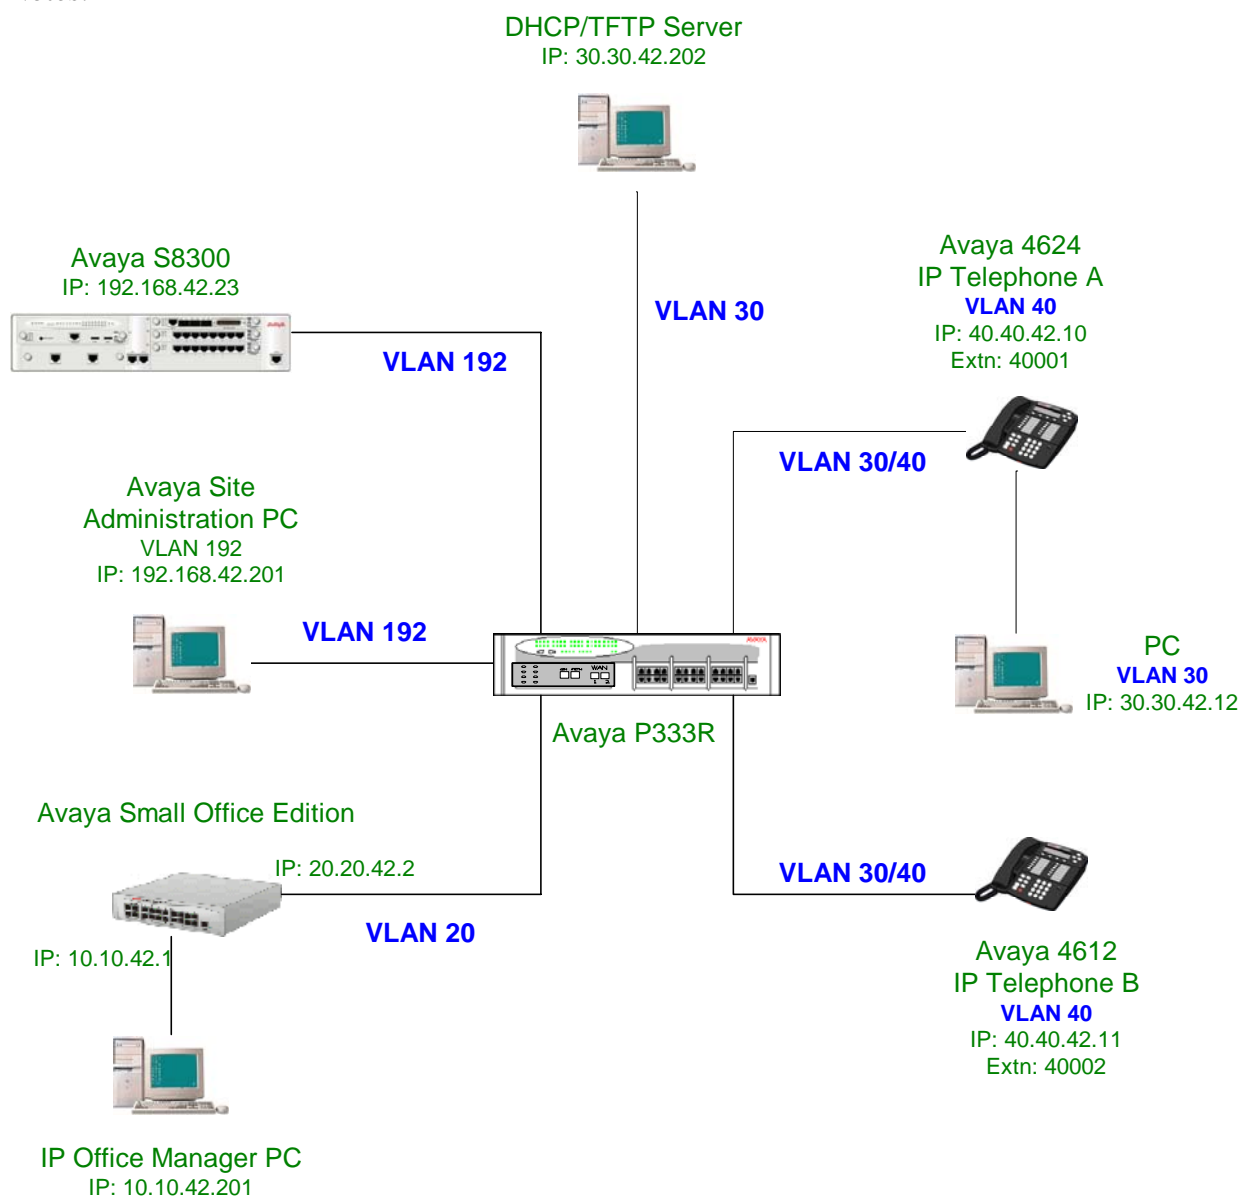 DHCP/TFTP Server
IP: 30.30.42.202
Avaya S8300
IP: 192.168.42.23
VLAN 192
VLAN 30
Avaya 4624
IP Telephone A
VLAN 40
IP: 40.40.42.10
Extn: 40001
VLAN 30/40
Avaya Site
Administration PC
VLAN 192
IP: 192.168.42.201
VLAN 192
AVAYA
WAN
Avaya P333R
PC
VLAN 30
IP: 30.30.42.12
Avaya Small Office Edition
IP: 20.20.42.2
VLAN 20
IP: 10.10.42.1
VLAN 30/40
Avaya 4612
IP Telephone B
VLAN 40
IP: 40.40.42.11
Extn: 40002
IP Office Manager PC
IP: 10.10.42.201